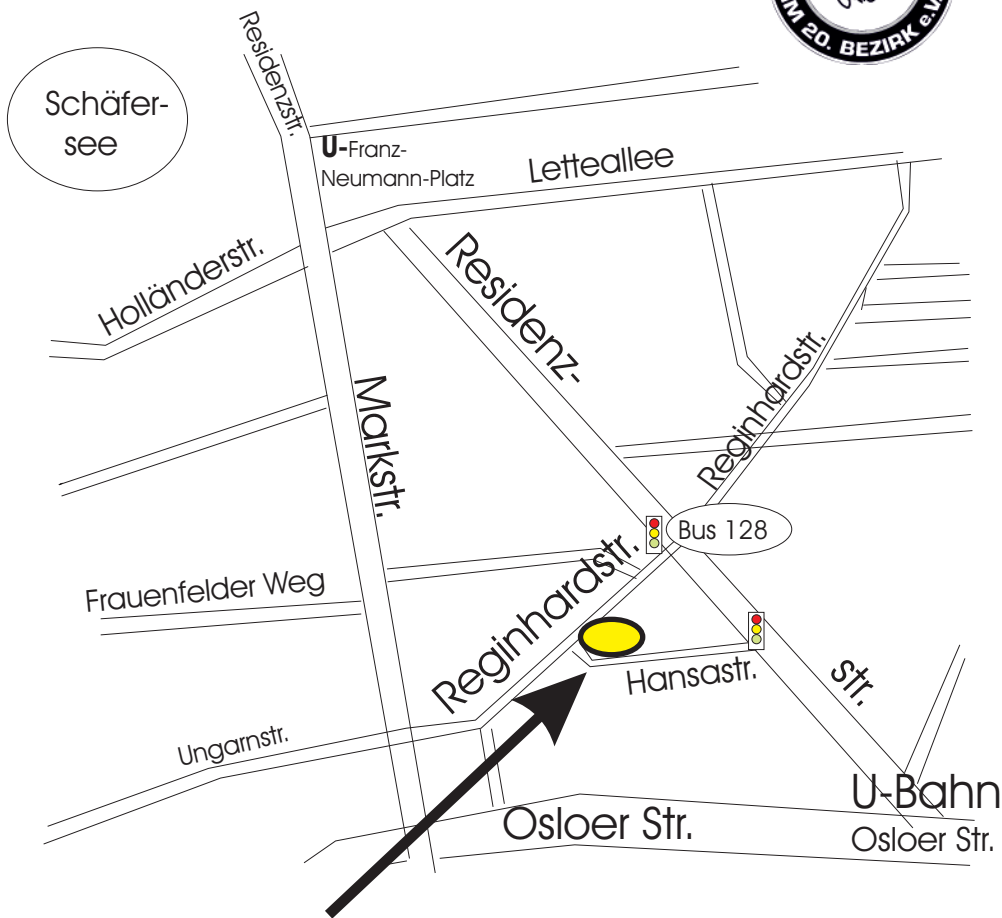 IM 20. BEZIRK e.V.
Residenzstr.
Schäfer-
see
U-Franz-
Neumann-Platz
Letteallee
Holländerstr.
Residenz-
Markstr.
Reginhardstr.
Bus 128
Reginhardstr.
Frauenfelder Weg
Hansastr.
str.
Ungarnstr.
U-Bahn
Osloer Str.
Osloer Str.